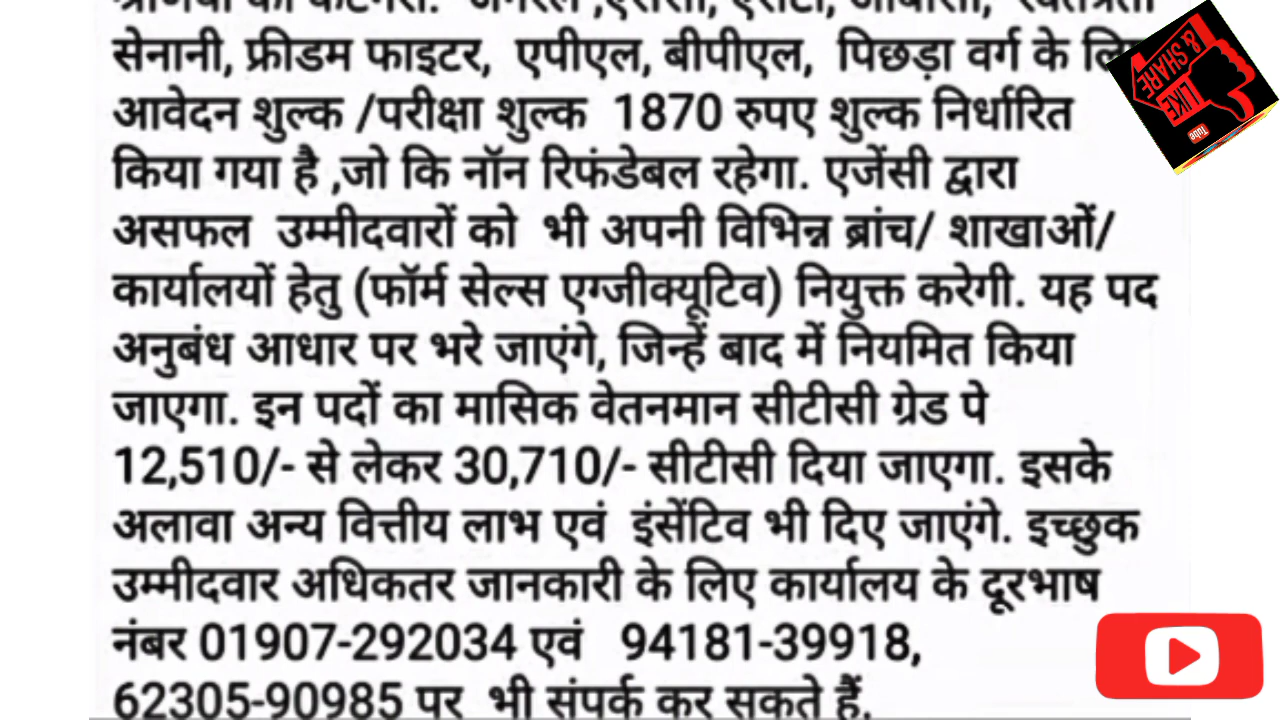 सेनानी, फ्रीडम फाइटर, एपीएल, बीपीएल, पिछड़ा वर्ग के
आवेदन शुल्क /परीक्षा शुल्क 1870 रुपए शुल्क निर्धारित
किया गया है ,जो कि नॉन रिफंडेबल रहेगा. एजेंसी द्वारा
असफल उम्मीदवारों को भी अपनी विभिन्न ब्रांच/ शाखाओं/
कार्यालयों हेतु (फॉर्म सेल्स एग्जीक्यूटिव) नियुक्त करेगी. यह पद
अनुबंध आधार पर भरे जाएंगे, जिन्हें बाद में नियमित किया
जाएगा. इन पदों का मासिक वेतनमान सीटीसी ग्रेड पे
12,510/- से लेकर 30,710/- सीटीसी दिया जाएगा. इसके
अलावा अन्य वित्तीय लाभ एवं इंसेंटिव भी दिए जाएंगे. इच्छुक
उम्मीदवार अधिकतर जानकारी के लिए कार्यालय के दूरभाष
नंबर 01907-292034 एवं 94181-39918,
62305-90985 पर भी संपर्क कर सकते हैं.
& SHARE
LIKE
Tube